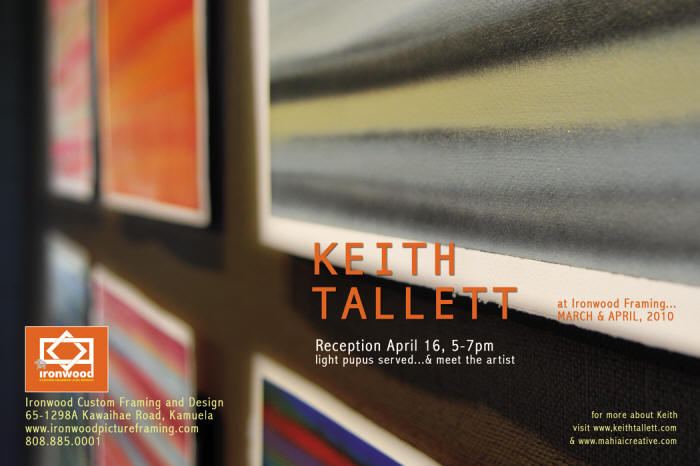 KEITH
TALLETT
at Ironwood Framing...
MARCH & APRIL, 2010
Reception April 16, 5-7pm
light pupus served...& meet the artist
ironwood
Ironwood Custom Framing and Design
65-1298A Kawaihae Road, Kamuela
www.ironwoodpictureframing.com
808.885.0001
for more about Keith
visit www.keithtallett.com
& www.mahiaicreative.com